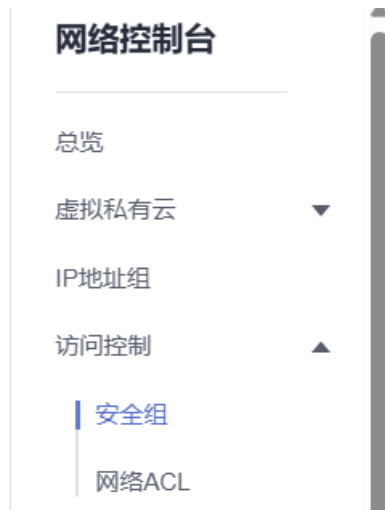 网络控制台
总览
虚拟私有云
IP地址组
访问控制
安全组
网络ACL